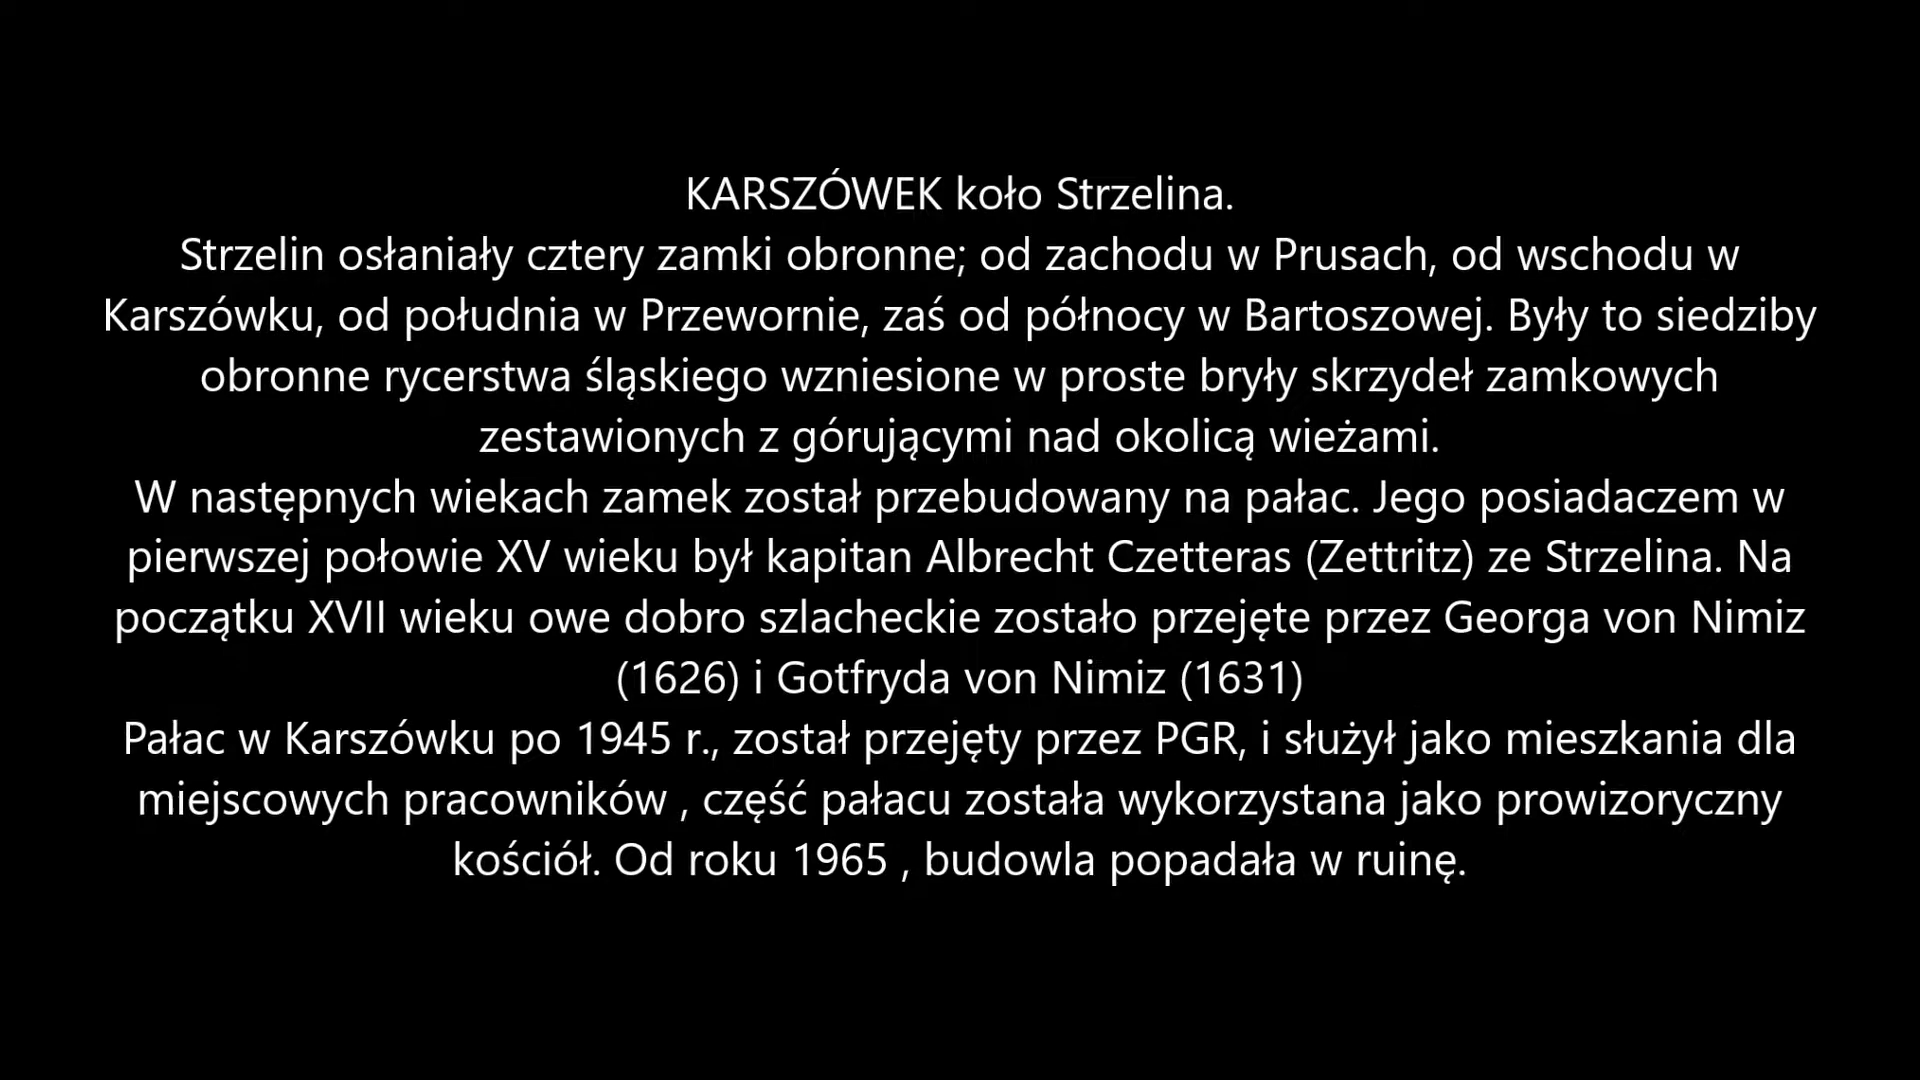 KARSZÓWEK koło Strzelina.
Strzelin osłaniały cztery zamki obronne; od zachodu w Prusach, od wschodu w
Karszówku, od południa w Przewornie, zaś od północy w Bartoszowej. Były to siedziby
obronne rycerstwa śląskiego wzniesione w proste bryły skrzydeł zamkowych
zestawionych z górującymi nad okolicą wieżami.
W następnych wiekach zamek został przebudowany na pałac. Jego posiadaczem w
pierwszej połowie XV wieku był kapitan Albrecht Czetteras (Zettritz) ze Strzelina. Na
początku XVII wieku owe dobro szlacheckie zostało przejęte przez Georga von Nimiz
(1626) i Gotfryda von Nimiz (1631)
Pałac w Karszówku po 1945 r., został przejęty przez PGR, i służył jako mieszkania dla
miejscowych pracowników , część pałacu została wykorzystana jako prowizoryczny
kościół. Od roku 1965 , budowla popadała w ruinę.